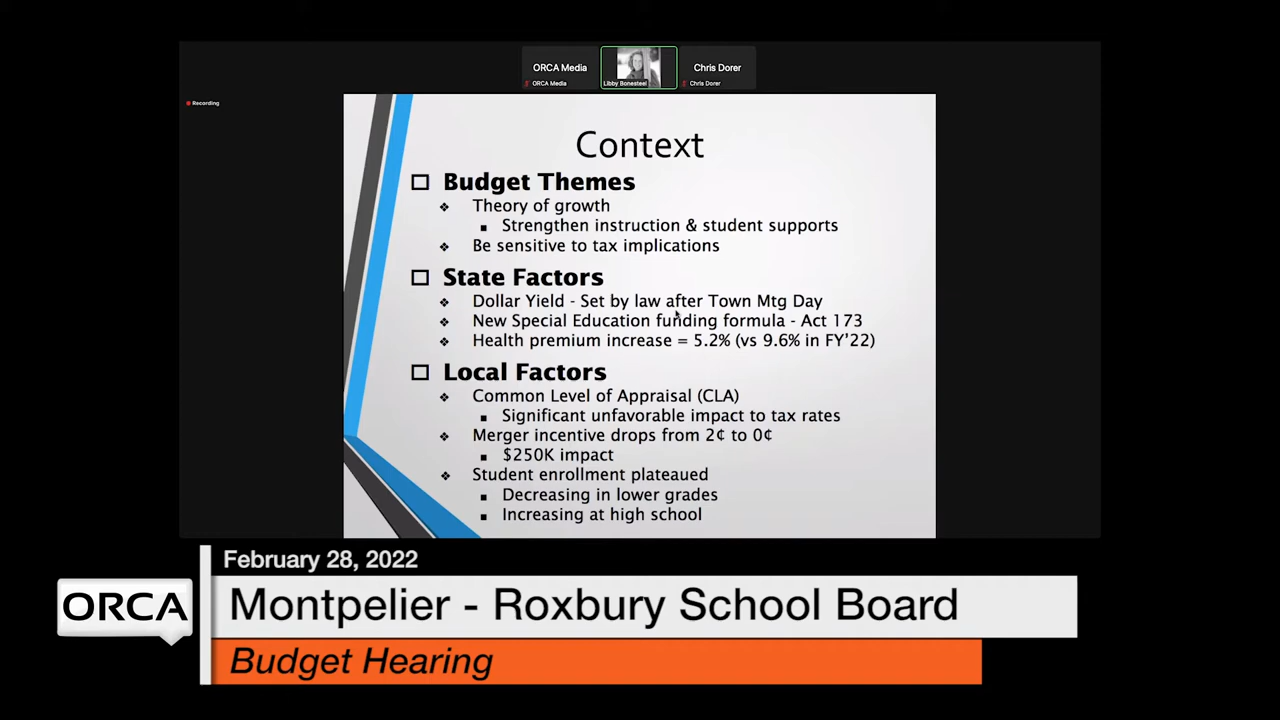 ORCA Media
Chris Dorer
ORCA Media
Libby Bonesteel
Chris Dorer
Recording
Context
Budget Themes
Theory of growth
Strengthen instruction & student supports
Be sensitive to tax implications
State Factors
Dollar Yield - Set by law after Town Mtg Day
New Special Education funding formula - Act 173
Health premium increase = 5.2% (vs 9.6% in FY'22)
Local Factors
Common Level of Appraisal (CLA)
Significant unfavorable impact to tax rates
Merger incentive drops from 2¢ to 0¢
$250K impact
Student enrollment plateaued
Decreasing in lower grades
Increasing at high school
February 28, 2022
ORCA
Montpelier - Roxbury School Board
Budget Hearing